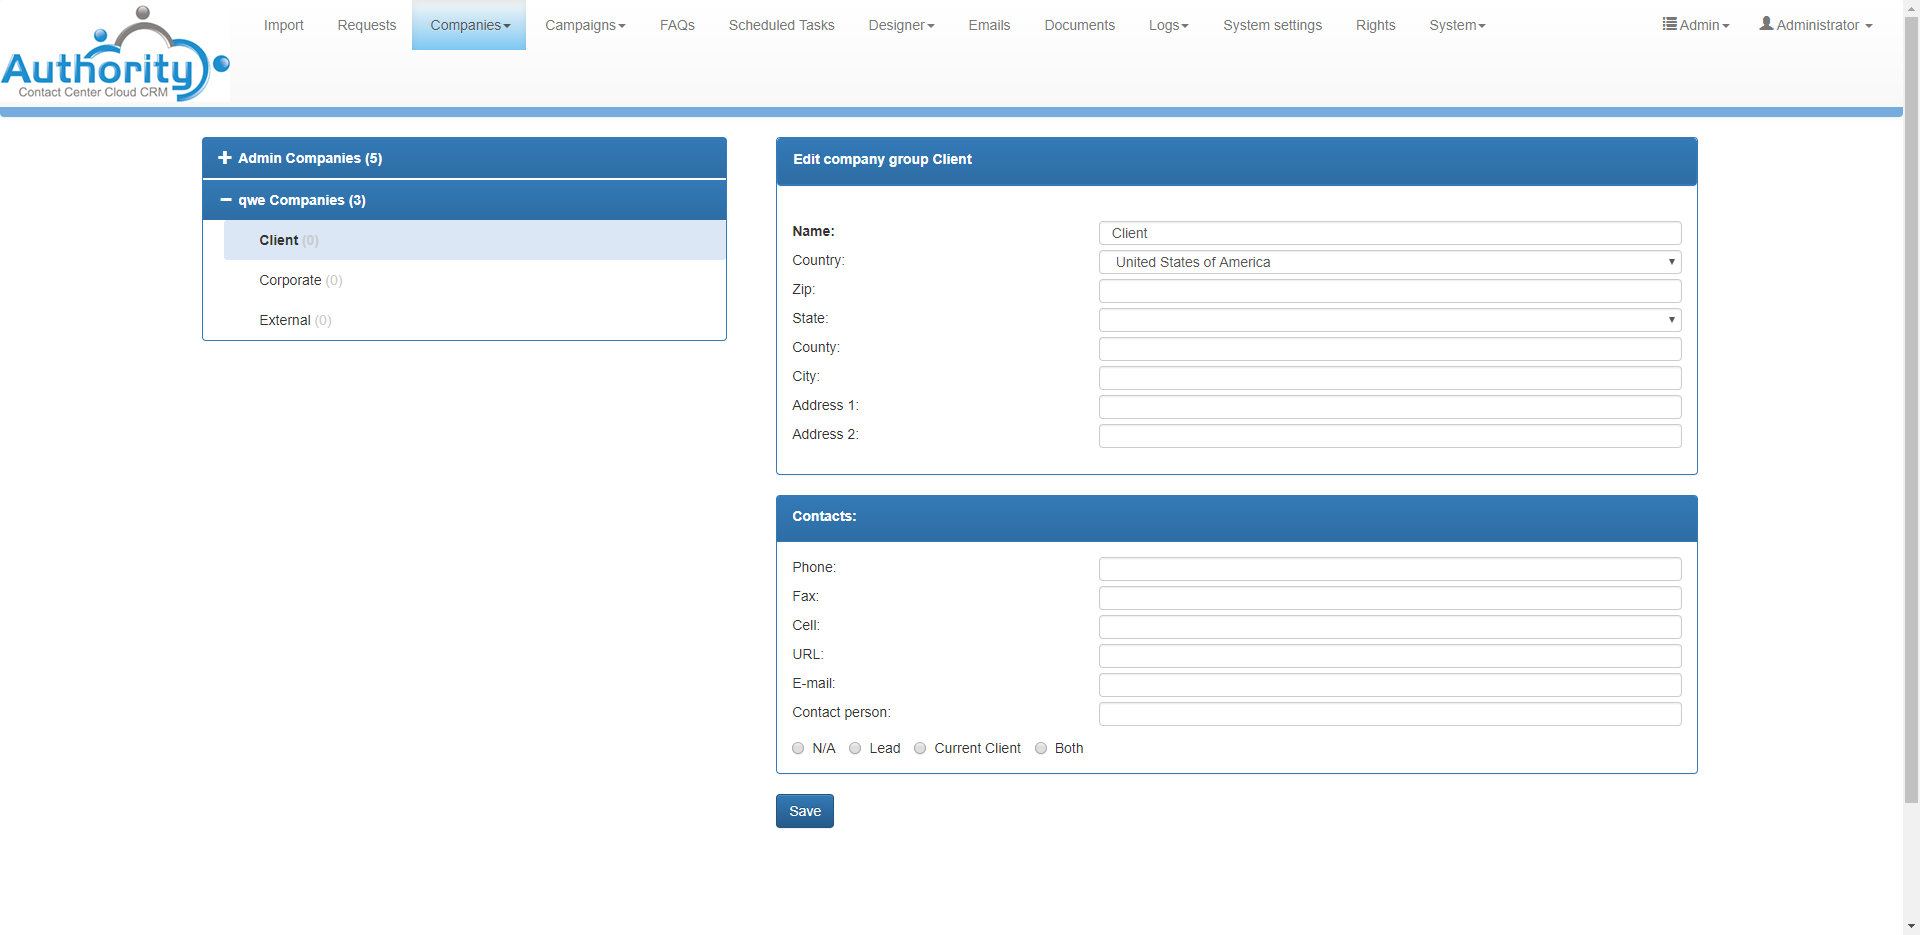 Authority
Contact Center Cloud CRM
Import Requests Companies Campaigns FAQs Scheduled Tasks Designer Emails Documents Logs System settings Rights System Admin Administrator
Admin Companies (5)
qwe Companies (3)
Client (0)
Corporate (0)
External (0)
Edit company group Client
Name: Client
Country: United States of America
Zip:
State:
County:
City:
Address 1:
Address 2:
Contacts:
Phone:
Fax:
Cell:
URL:
E-mail:
Contact person:
N/A Lead Current Client Both
Save